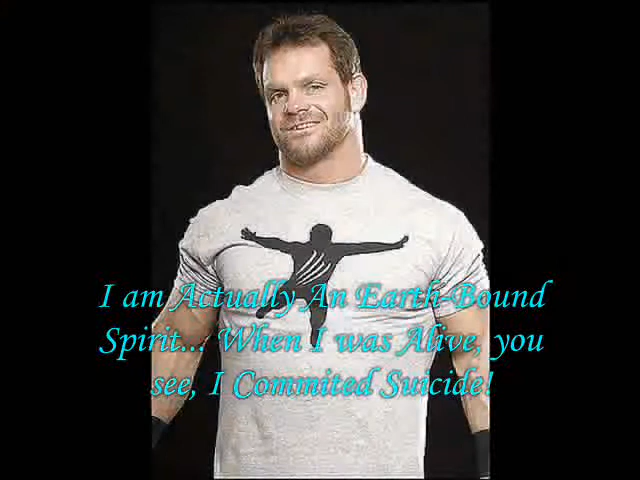 I am Actually An Earth-Bound
Spirit... When I was Alive, you
see, I Commited Suicide!